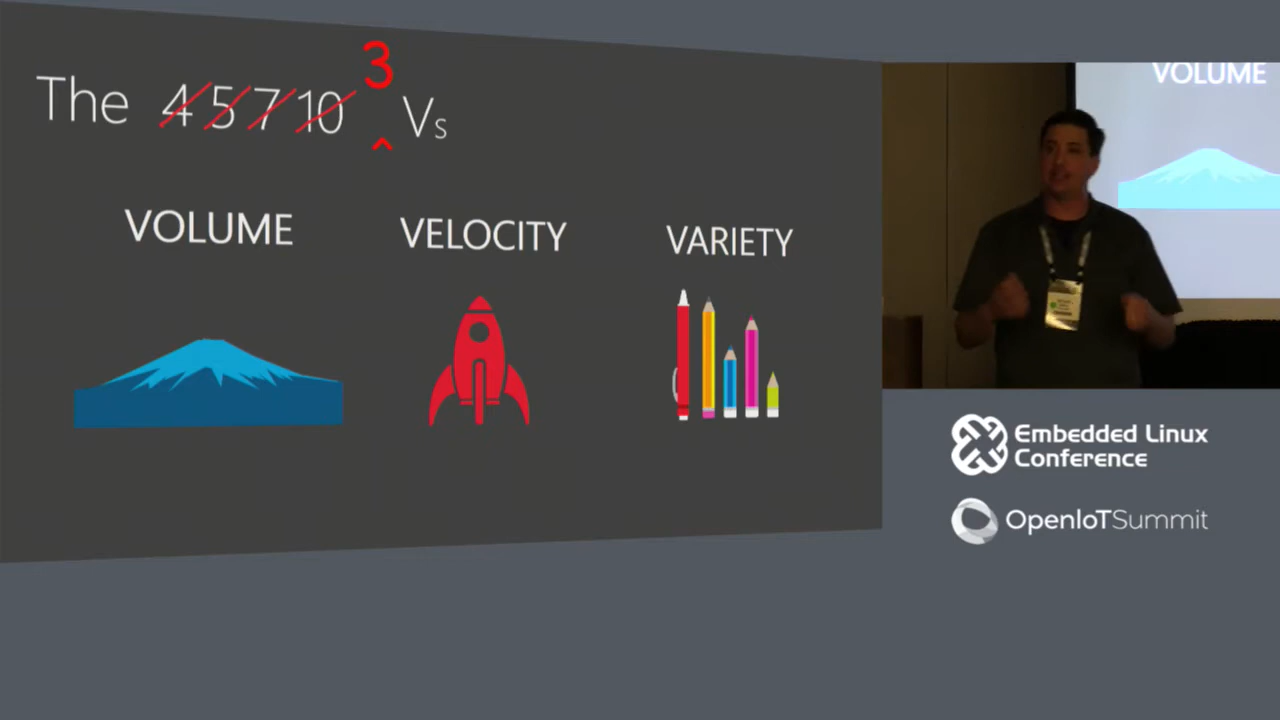 The 4 5 7 10 3 Vs
VOLUME
VELOCITY
VARIETY
VOLUME
Embedded Linux
Conference
OpenIoTSummit